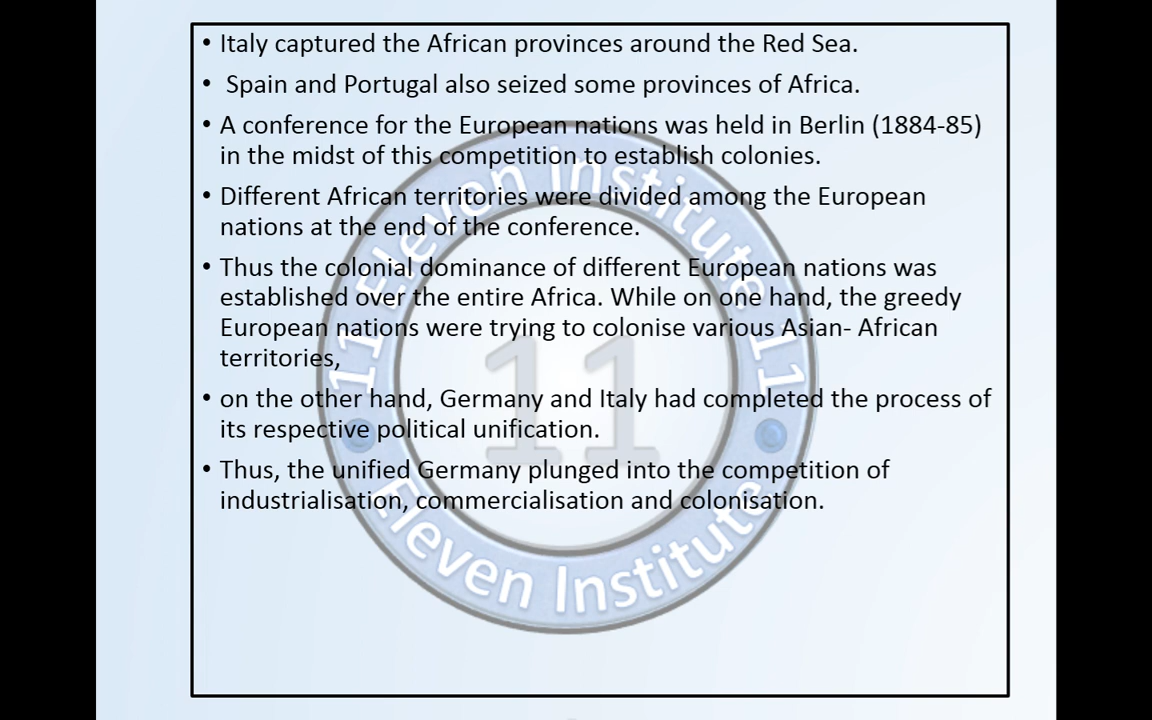 • Italy captured the African provinces around the Red Sea.
• Spain and Portugal also seized some provinces of Africa.
• A conference for the European nations was held in Berlin (1884-85)
in the midst of this competition to establish colonies.
• Different African territories were divided among the European
nations at the end of the conference.
• Thus the colonial dominance of different European nations was
established over the entire Africa. While on one hand, the greedy
European nations were trying to colonise various Asian- African
territories,
• on the other hand, Germany and Italy had completed the process of
its respective political unification.
• Thus, the unified Germany plunged into the competition of
industrialisation, commercialisation and colonisation.
11 Eleven Institute 11
11
Eleven Institute